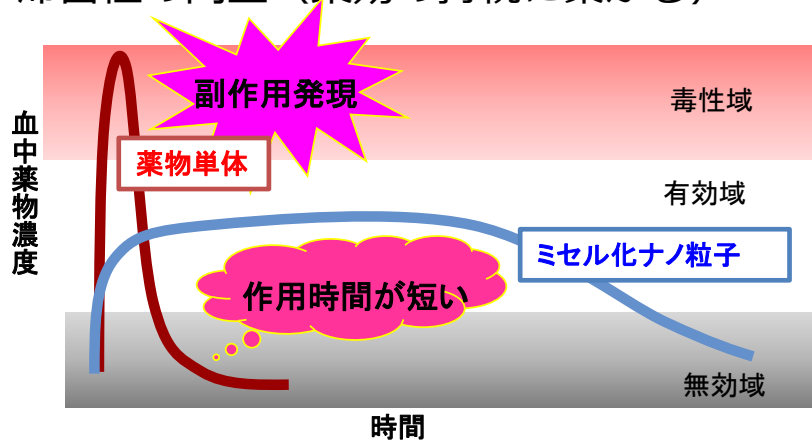 副作用発現
毒性域
血中薬物濃度
薬物単体
有効域
ミセル化ナノ粒子
作用時間が短い
無効域
時間